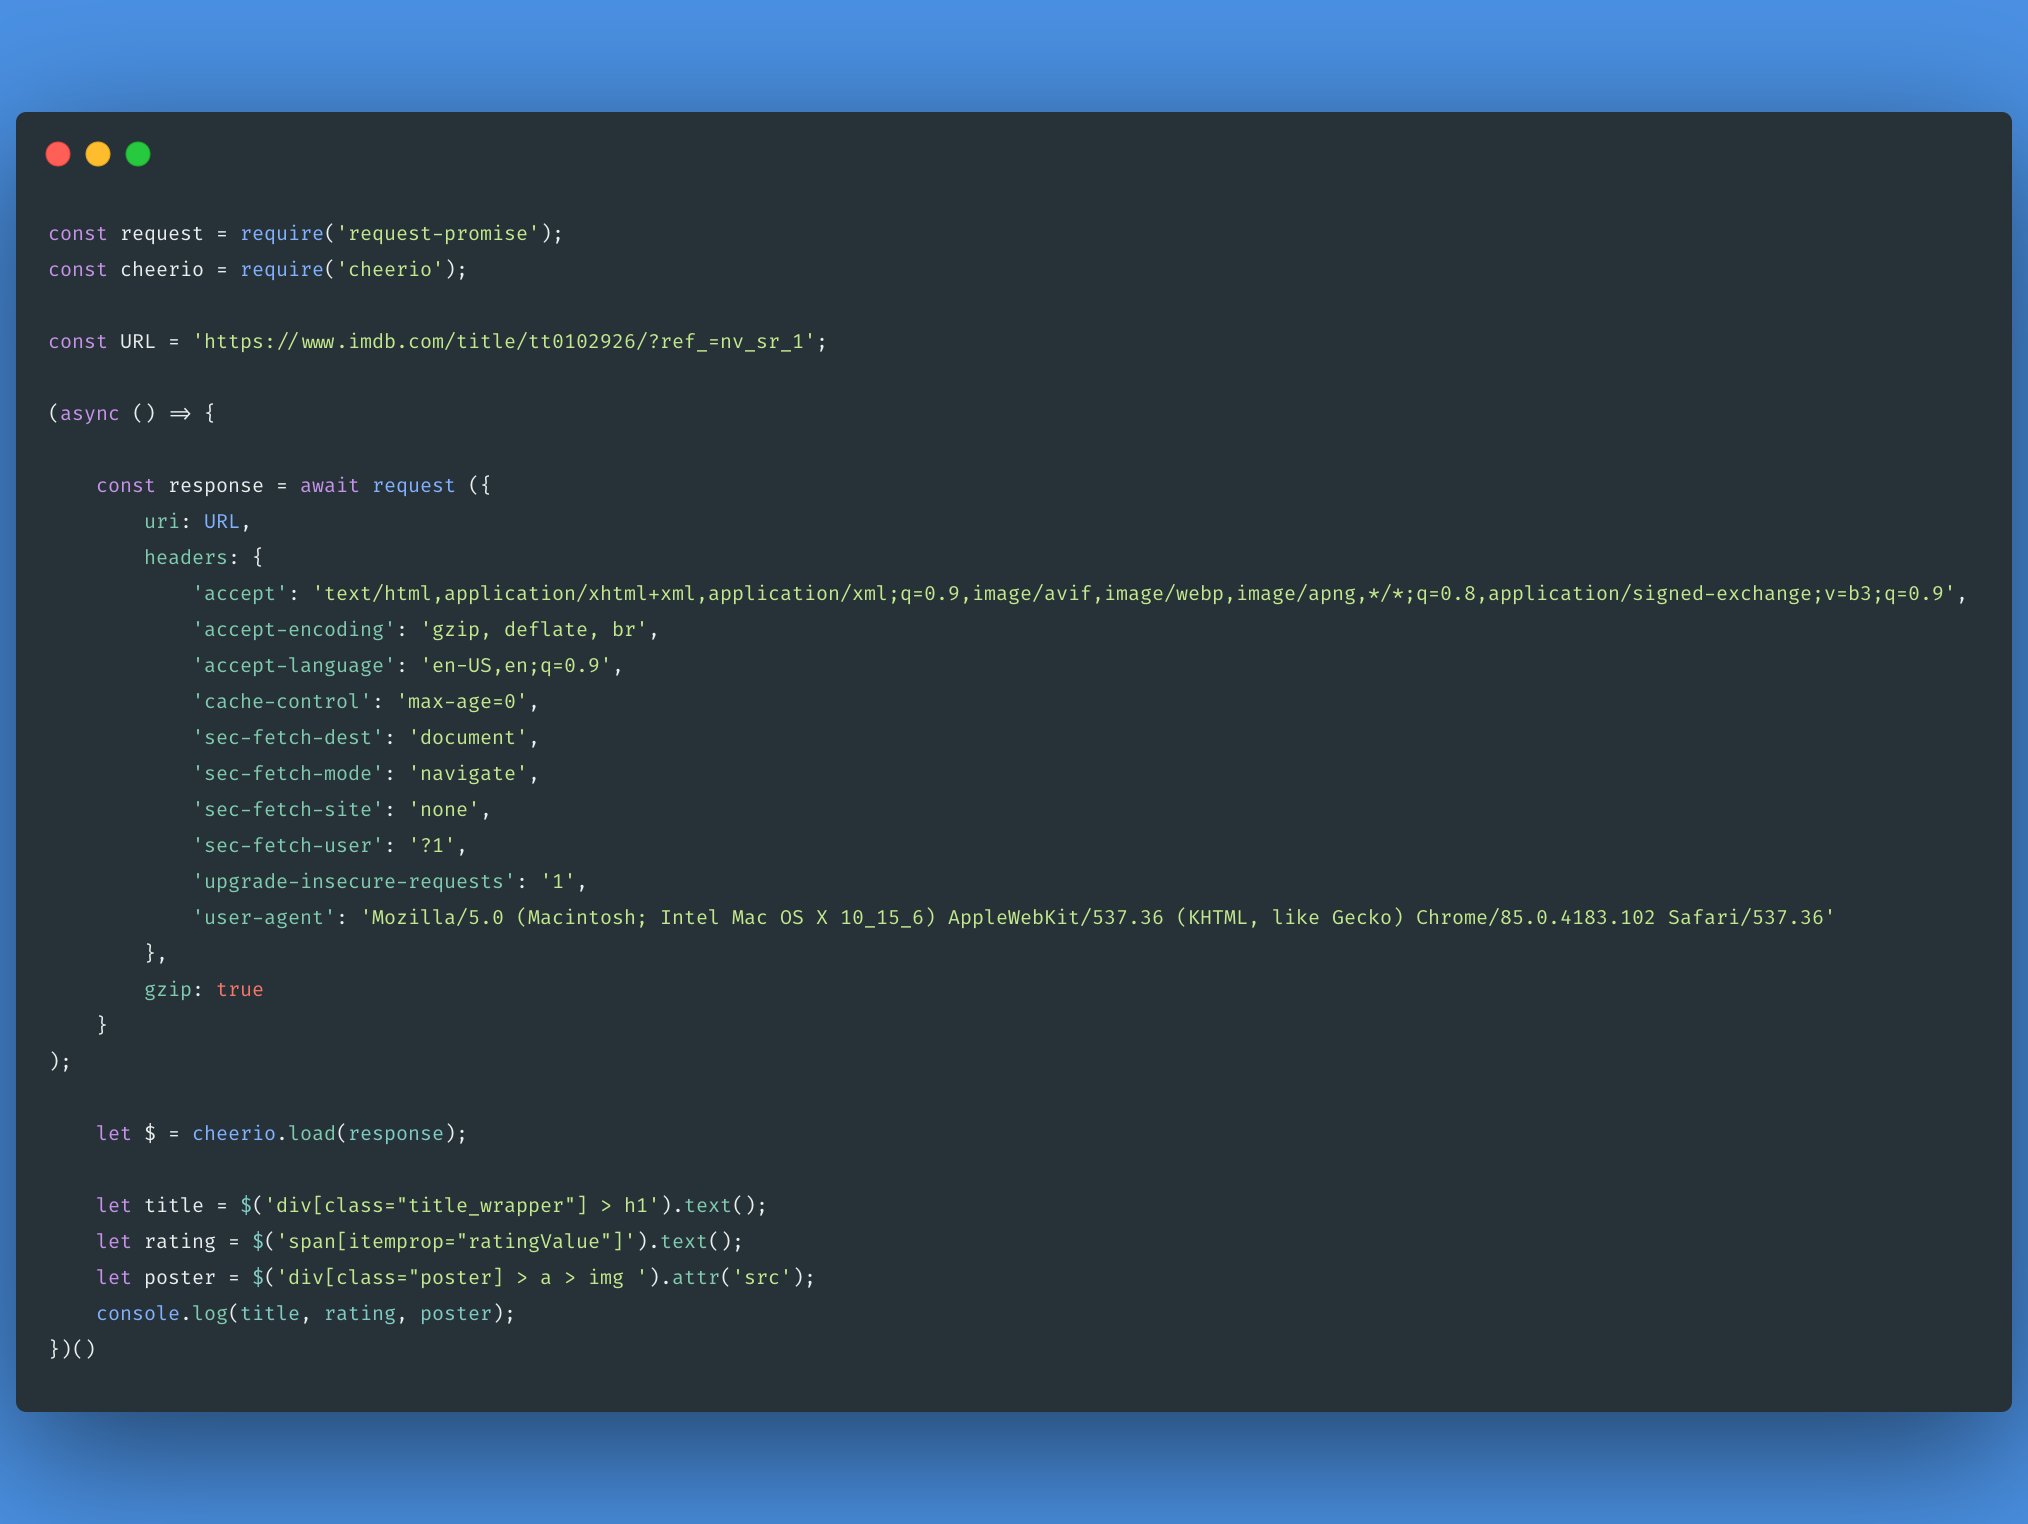 const request = require('request-promise');
const cheerio = require('cheerio');
const URL = 'https://www.imdb.com/title/tt0102926/?ref_=nv_sr_1';
(async () => {
const response = await request ({
uri: URL,
headers: {
'accept': 'text/html,application/xhtml+xml,application/xml;q=0.9,image/avif,image/webp,image/apng,*/*;q=0.8,application/signed-exchange;v=b3;q=0.9',
'accept-encoding': 'gzip, deflate, br',
'accept-language': 'en-US,en;q=0.9',
'cache-control': 'max-age=0',
'sec-fetch-dest': 'document',
'sec-fetch-mode': 'navigate',
'sec-fetch-site': 'none',
'sec-fetch-user': '?1',
'upgrade-insecure-requests': '1',
'user-agent': 'Mozilla/5.0 (Macintosh; Intel Mac OS X 10_15_6) AppleWebKit/537.36 (KHTML, like Gecko) Chrome/85.0.4183.102 Safari/537.36'
},
gzip: true
}
);
let $ = cheerio.load(response);
let title = $('div[class="title_wrapper"] > h1').text();
let rating = $('span[itemprop="ratingValue"]').text();
let poster = $('div[class="poster] > a > img ').attr('src');
console.log(title, rating, poster);
})()